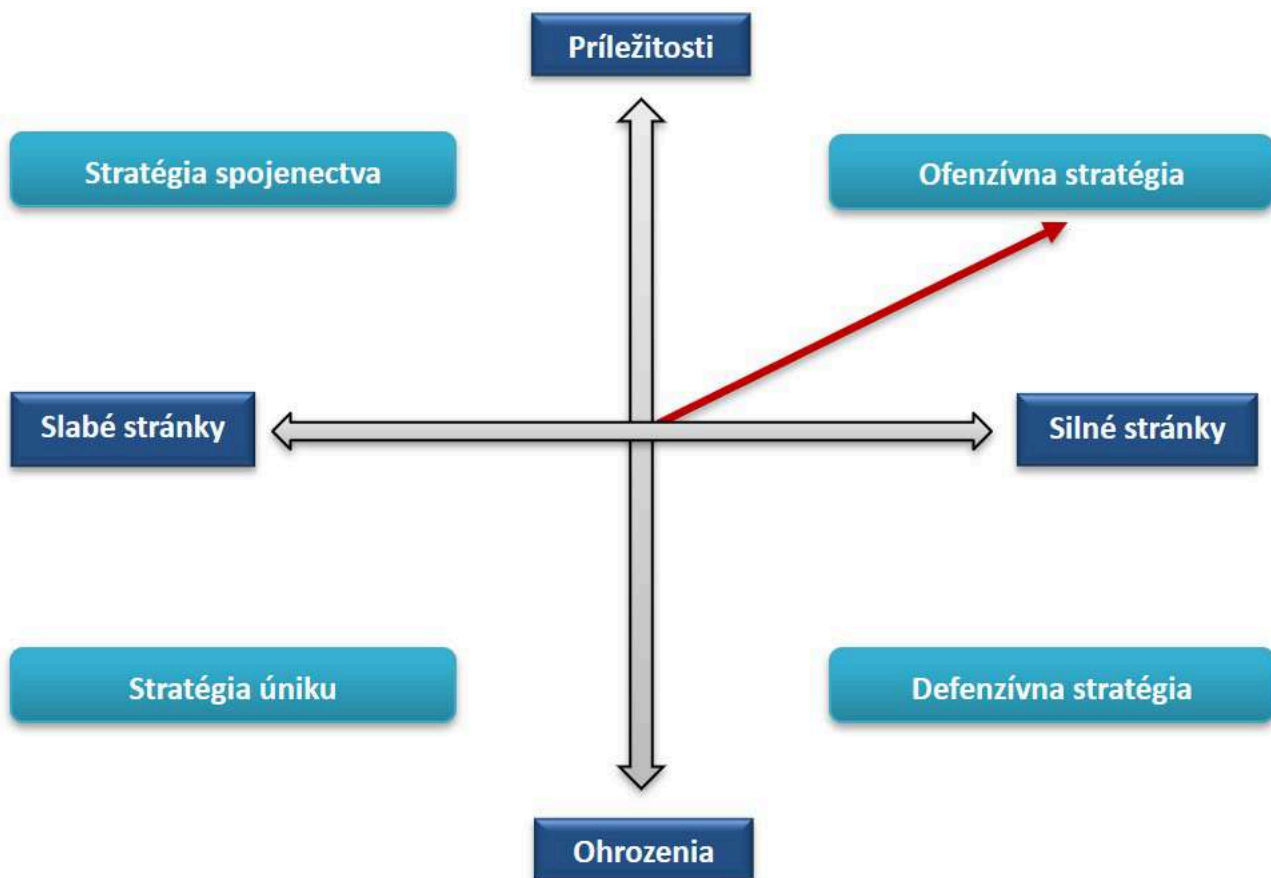 Príležitosti
Stratégia spojenectva
Ofenzívna stratégia
Slabé stránky
Silné stránky
Stratégia úniku
Defenzívna stratégia
Ohrozenia